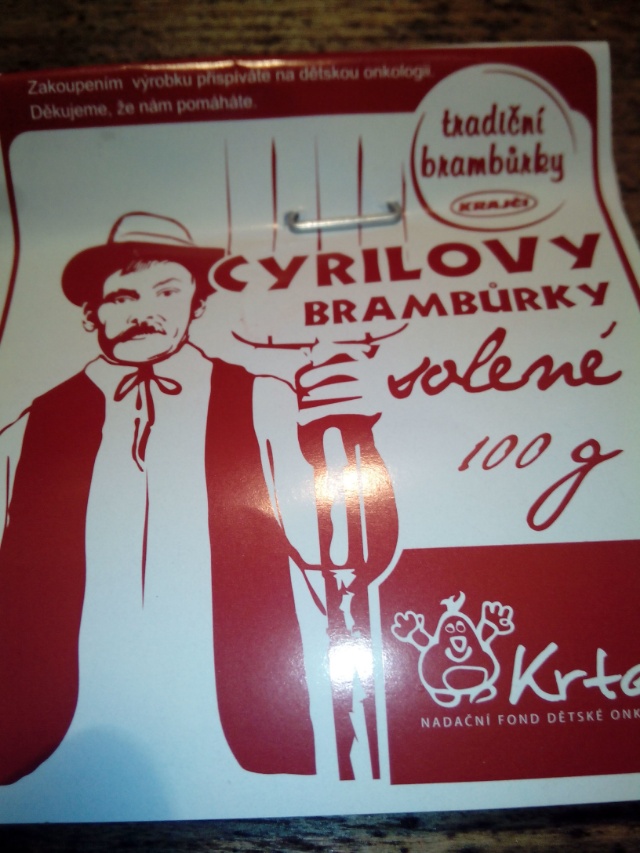 Zakoupením výrobku přispíváte na dětskou onkologii.
Děkujeme, že nám pomáháte.
tradiční
brambůrky
KRAJČI
CYRILOVY
BRAMBŮRKY
solené
100 g
Krte
NADAČNÍ FOND DĚTSKÉ ONK